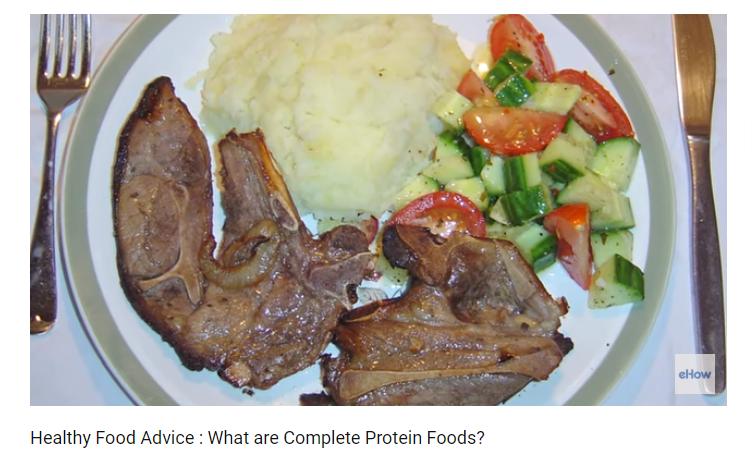 eHow
Healthy Food Advice : What are Complete Protein Foods?